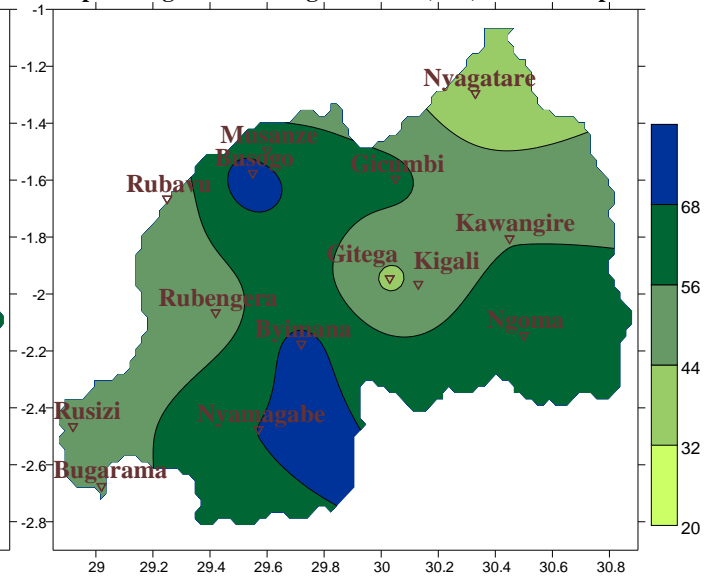 -1
-1.2
Nyagatare
-1.4
Musanze
Busogo
Gicumbi
-1.6
Rubavu
68
-1.8
Kawangire
Gitega
Kigali
-2
56
Rubengera
Byimana
Ngoma
-2.2
44
-2.4
Rusizi
Nyamagabe
32
-2.6
Bugarama
-2.8
20
29 29.2 29.4 29.6 29.8 30 30.2 30.4 30.6 30.8